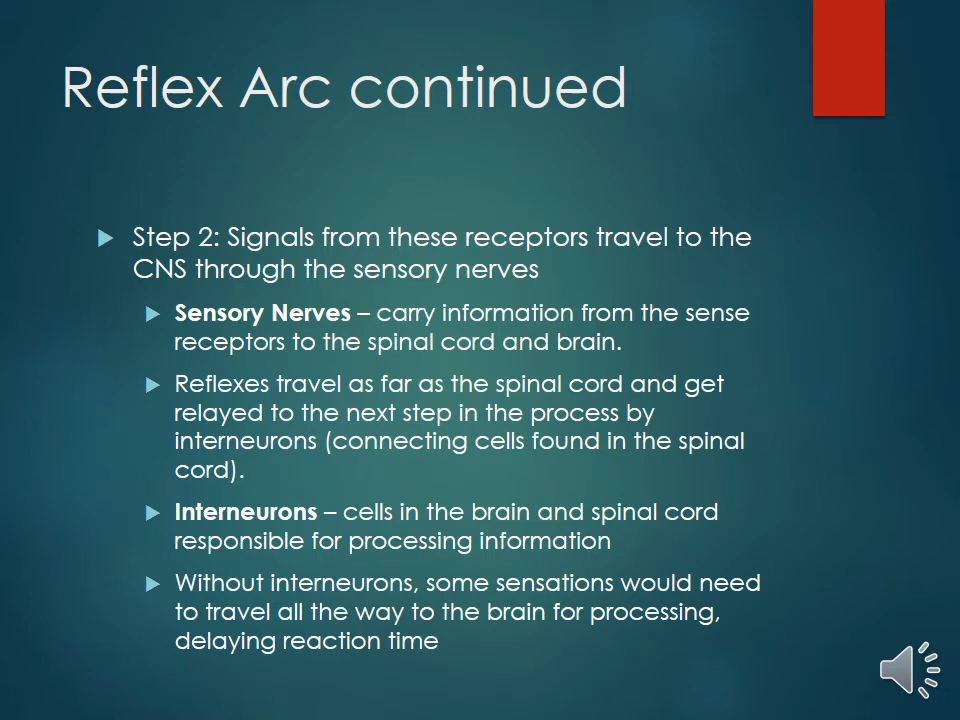 Reflex Arc continued
Step 2: Signals from these receptors travel to the
CNS through the sensory nerves
Sensory Nerves – carry information from the sense
receptors to the spinal cord and brain.
Reflexes travel as far as the spinal cord and get
relayed to the next step in the process by
interneurons (connecting cells found in the spinal
cord).
Interneurons – cells in the brain and spinal cord
responsible for processing information
Without interneurons, some sensations would need
to travel all the way to the brain for processing,
delaying reaction time